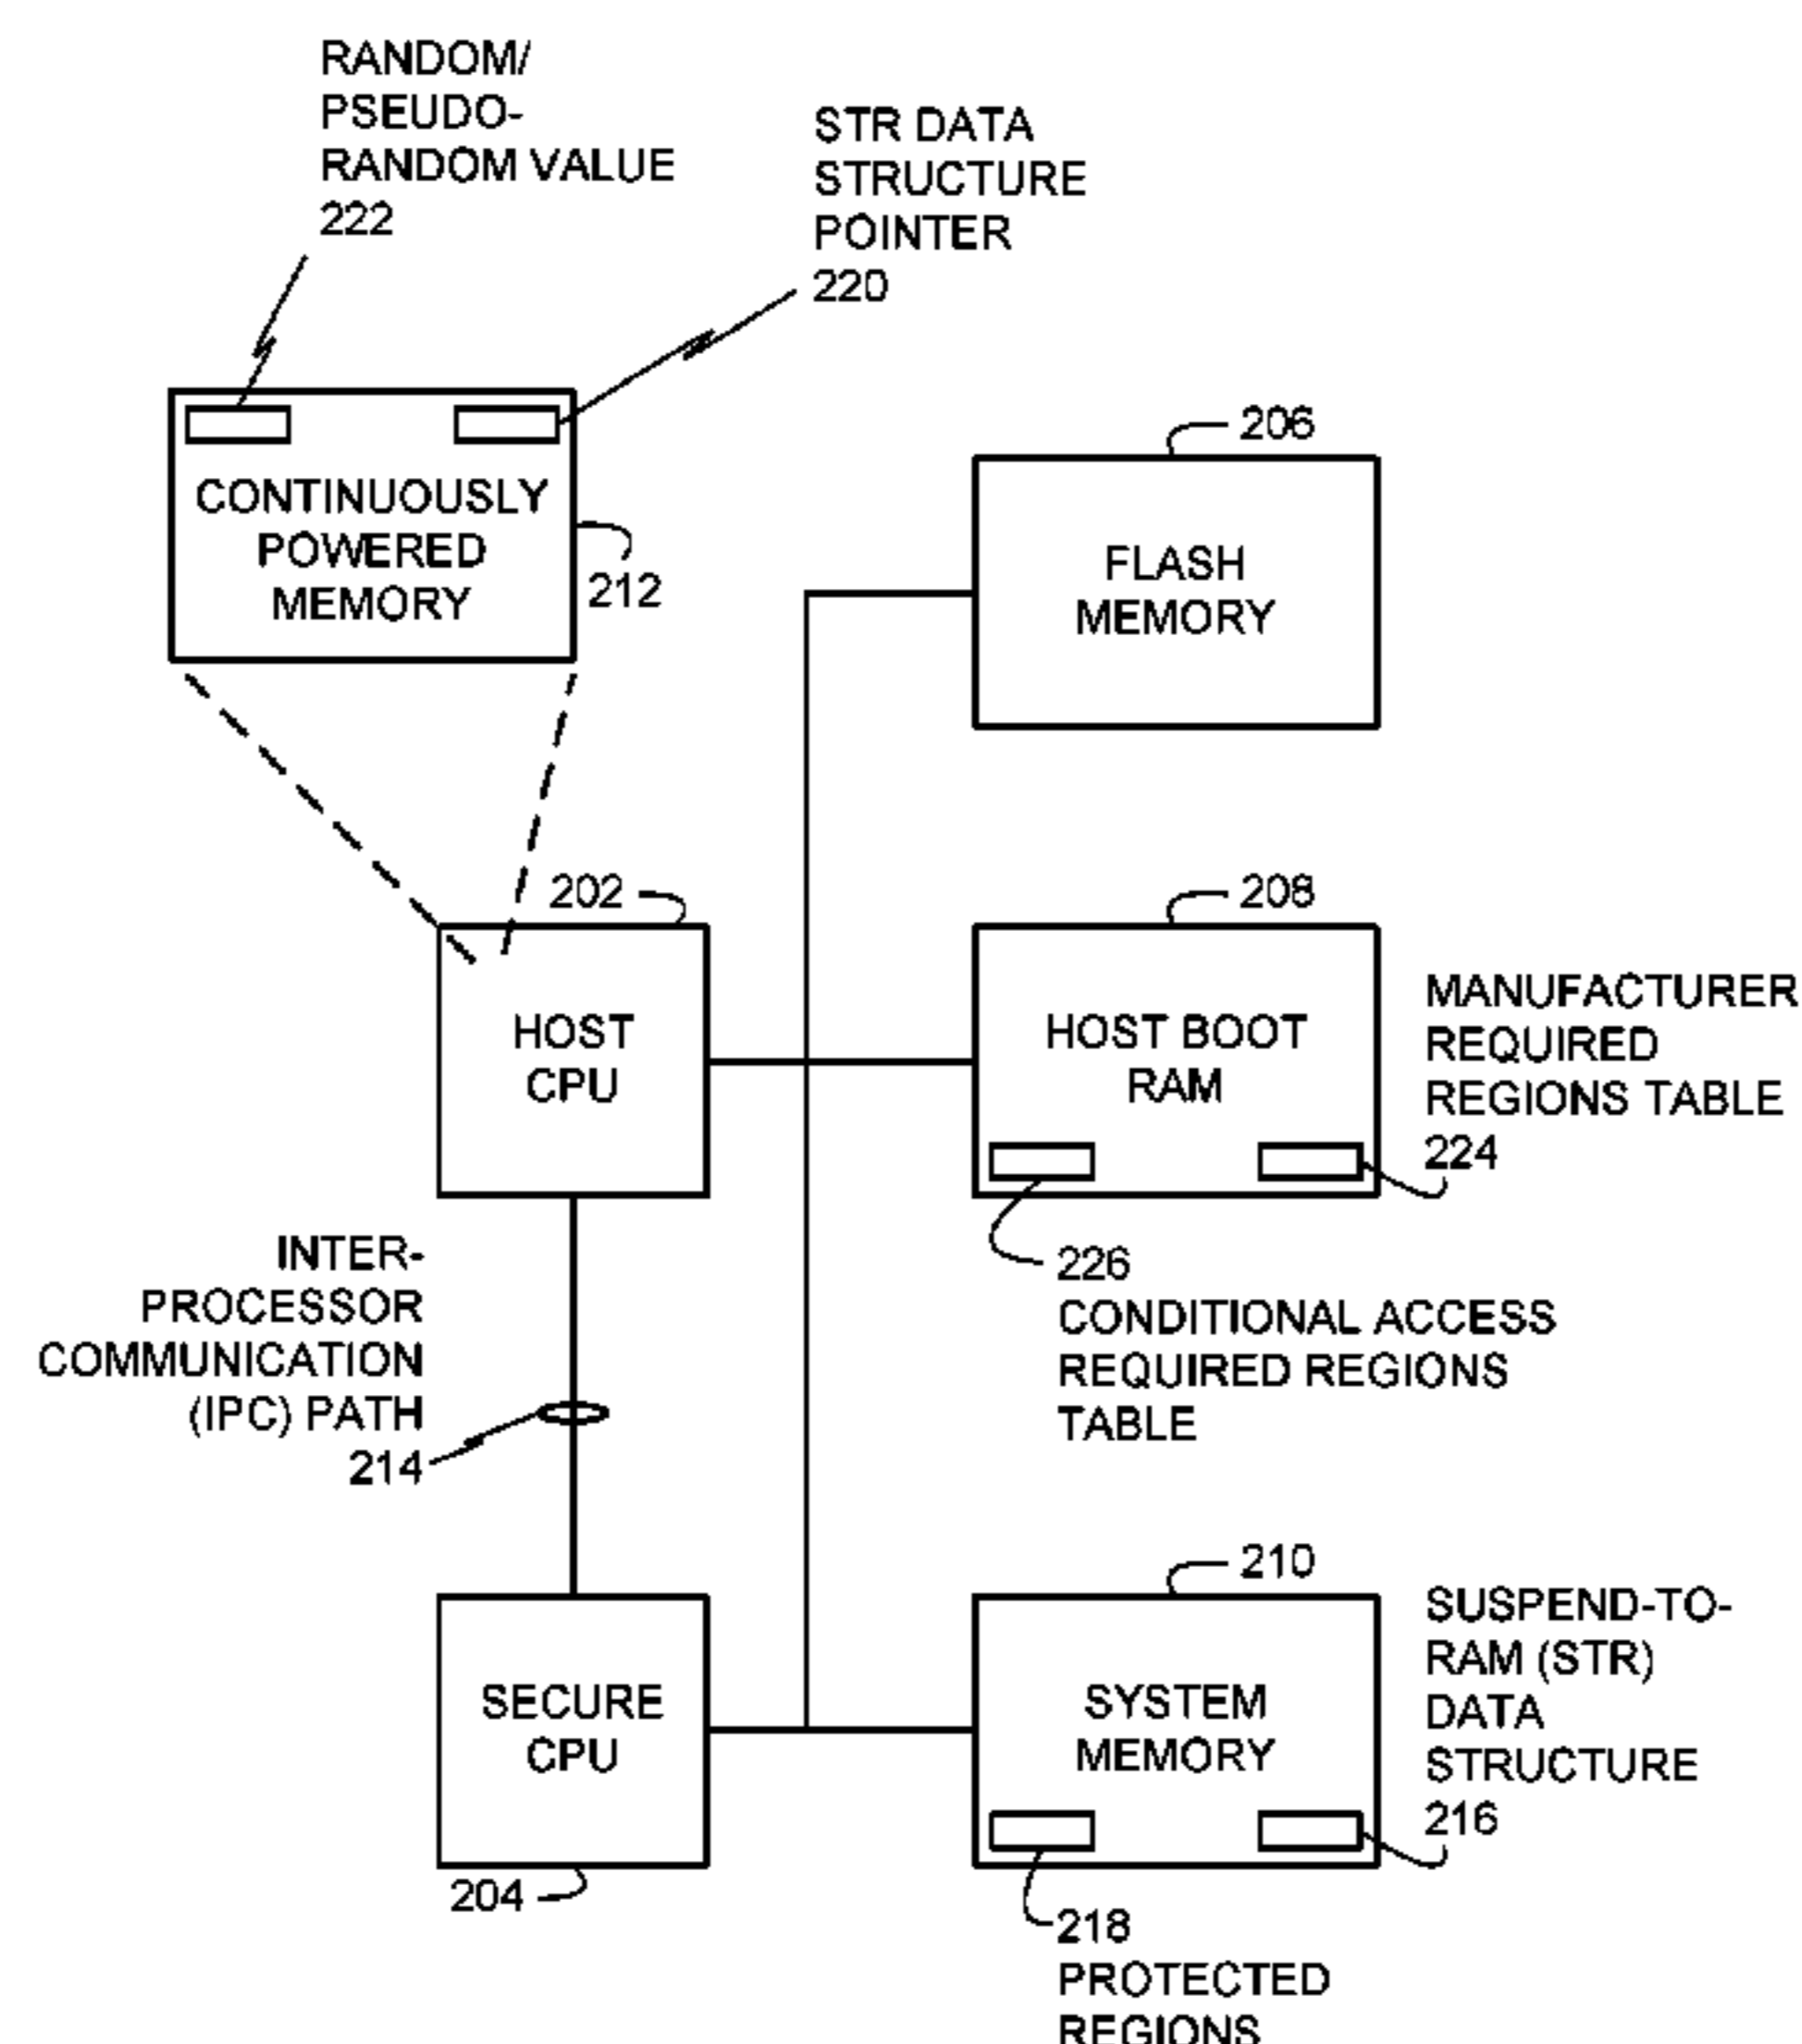 RANDOM/
PSEUDO-
RANDOM VALUE
222
STR DATA
STRUCTURE
POINTER
220
CONTINUOUSLY
POWERED
MEMORY
212
206
FLASH
MEMORY
202
HOST
CPU
208
HOST BOOT
RAM
MANUFACTURER
REQUIRED
REGIONS TABLE
224
226
CONDITIONAL ACCESS
REQUIRED REGIONS
TABLE
INTER-
PROCESSOR
COMMUNICATION
(IPC) PATH
214
SECURE
CPU
204
210
SYSTEM
MEMORY
SUSPEND-TO-
RAM (STR)
DATA
STRUCTURE
216
218
PROTECTED
REGIONS